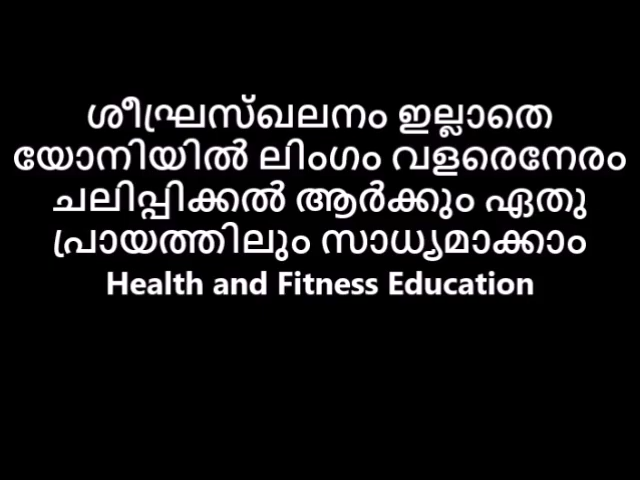 ശീഘ്രസ്ഖലനം ഇല്ലാതെ
യോനിയിൽ ലിംഗം വളരെനേരം
ചലിപ്പിക്കൽ ആർക്കും ഏതു
പ്രായത്തിലും സാധ്യമാക്കാം
Health and Fitness Education